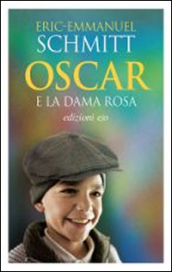 ERIC-EMMANUEL
SCHMITT
OSCAR
E LA DAMA ROSA
edizioni e/o